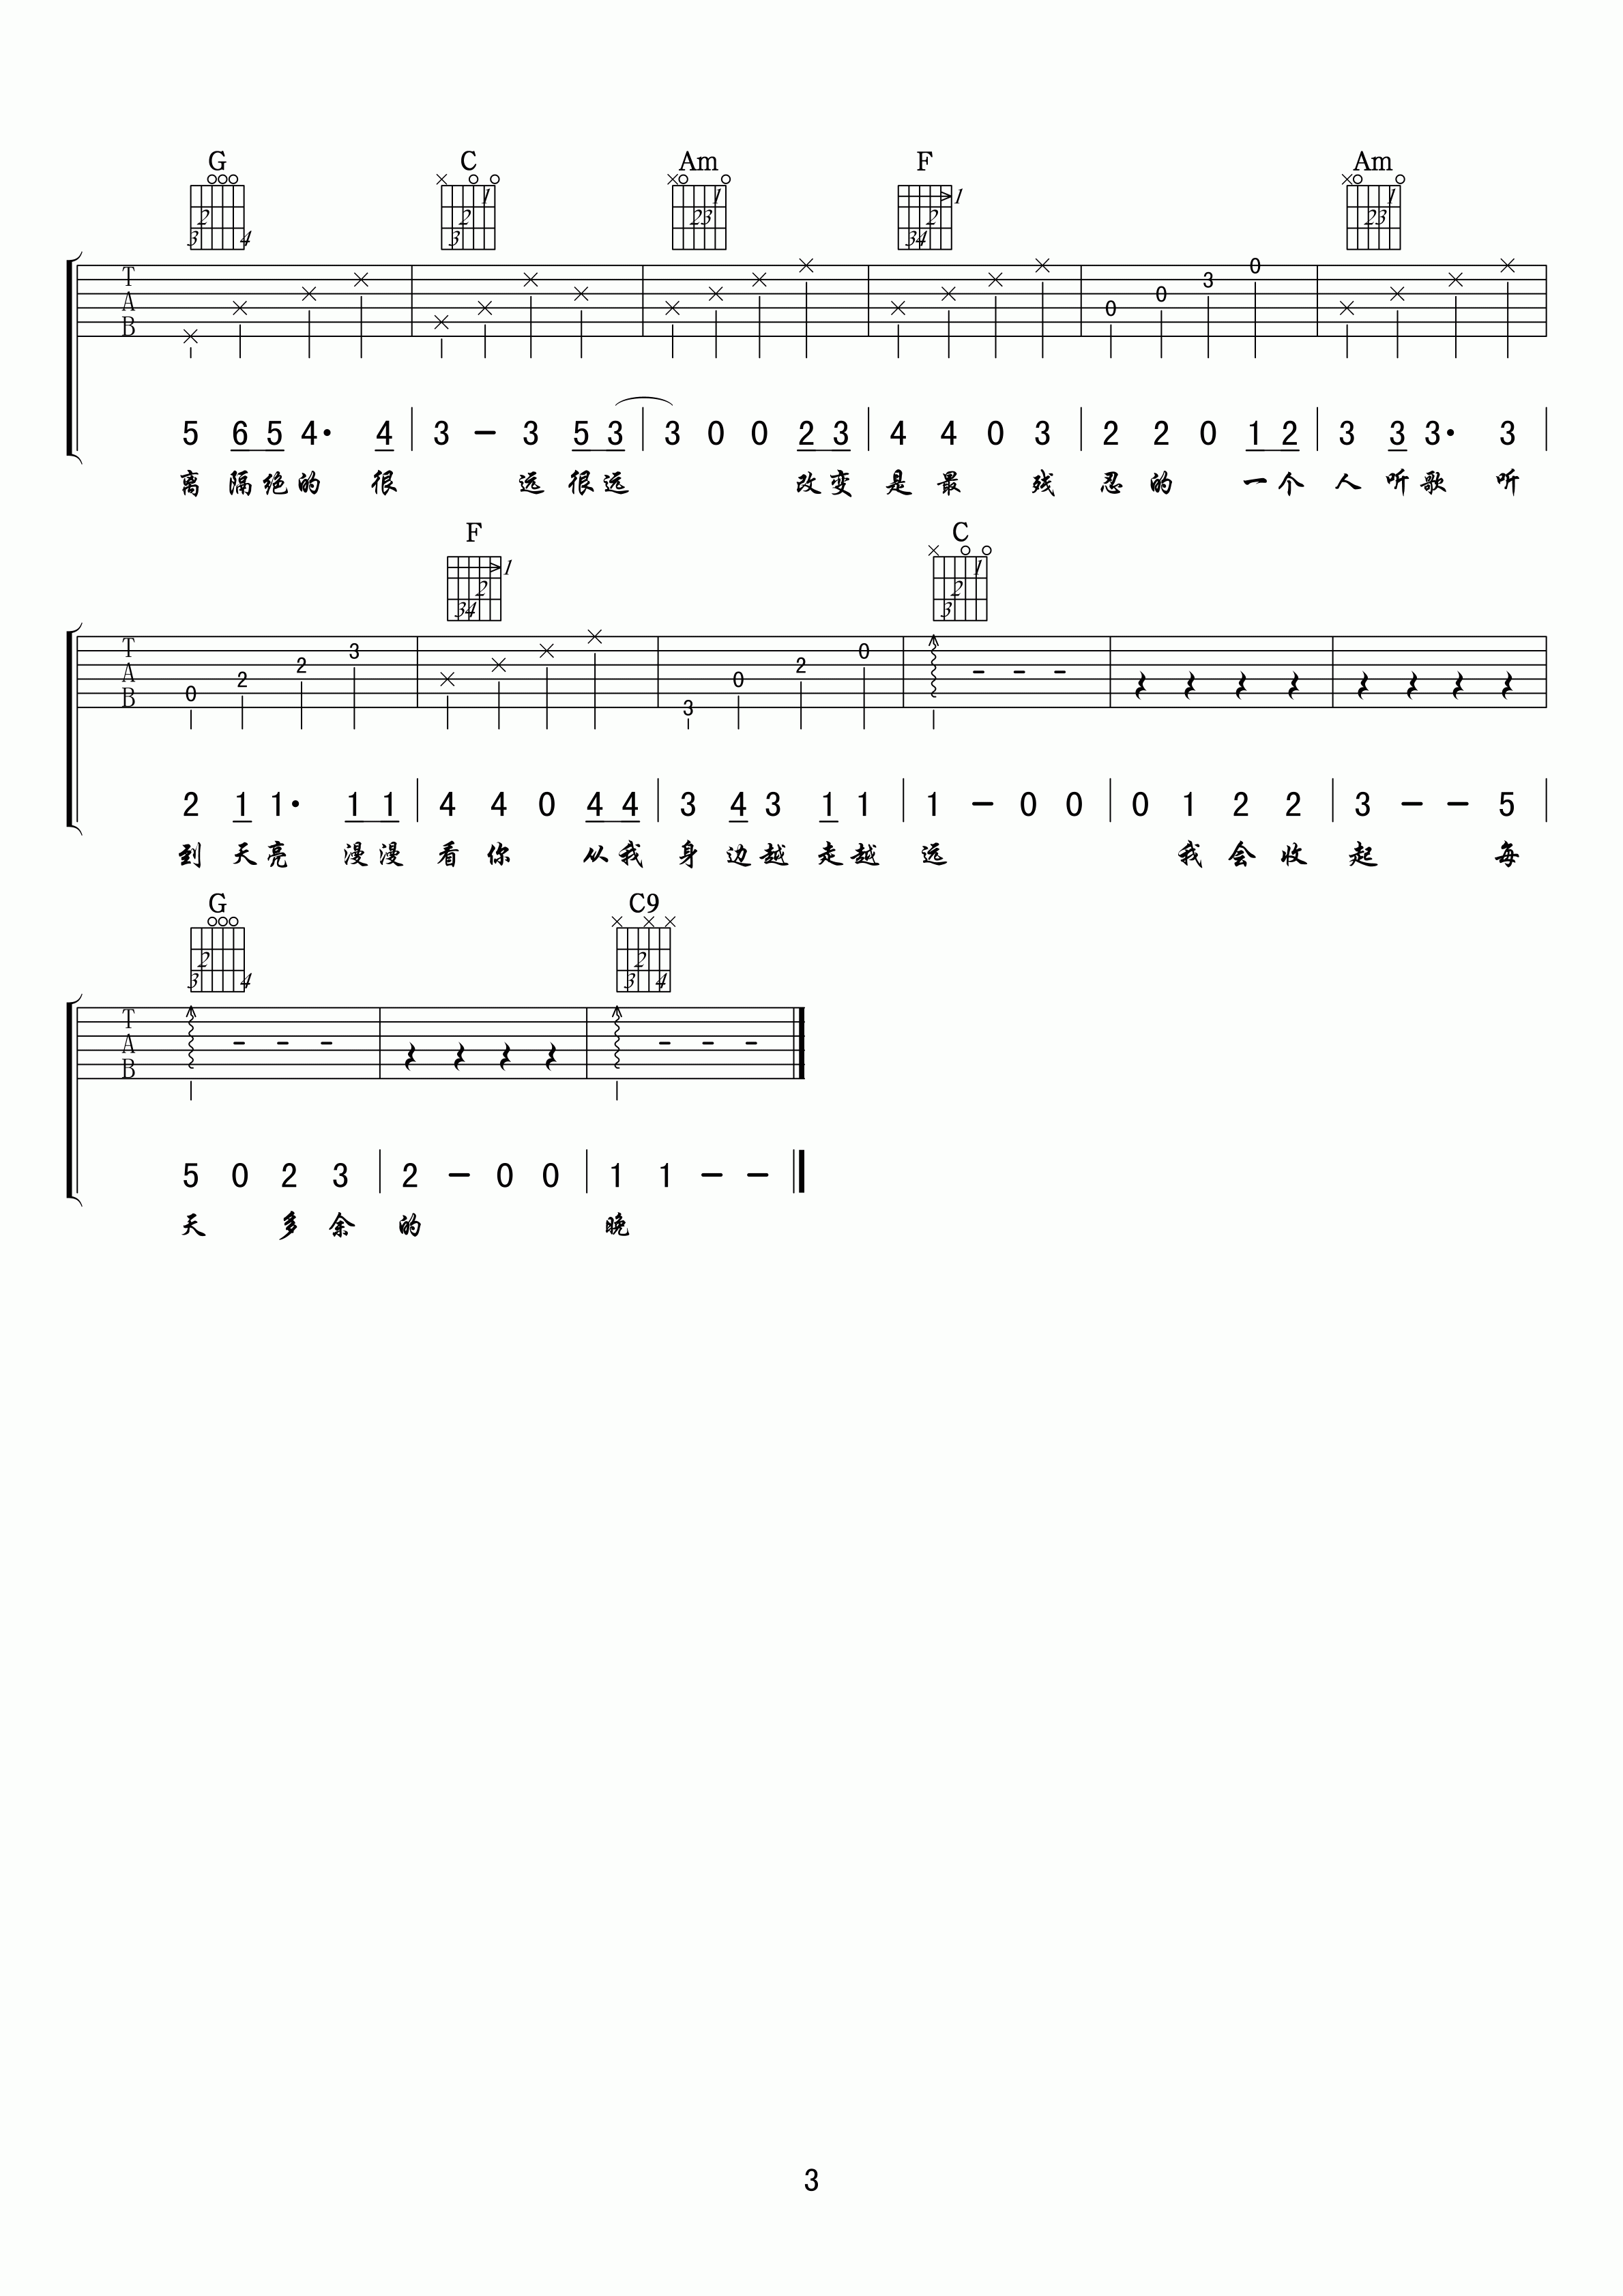 G C Am F Am
T A B 0 0 3 0
5 6 5 4· 4 | 3 – 3 5 3 | 3 0 0 2 3 | 4 4 0 3 | 2 2 0 1 2 | 3 3 3· 3 |
离 隔 绝 的 很 远 很 远 改 变 是 最 残 忍 的 一 个 人 听 歌 听
F C
T A B 0 2 2 3 3 0 2 0
2 1 1· 1 1 | 4 4 0 4 4 | 3 4 3 1 1 | 1 – 0 0 | 0 1 2 2 | 3 – – 5 |
到 天 亮 漫 漫 看 你 从 我 身 边 越 走 越 远 我 会 收 起 每
G C9
T A B
5 0 2 3 | 2 – 0 0 | 1 1 – – |
天 多 余 的 晚
3